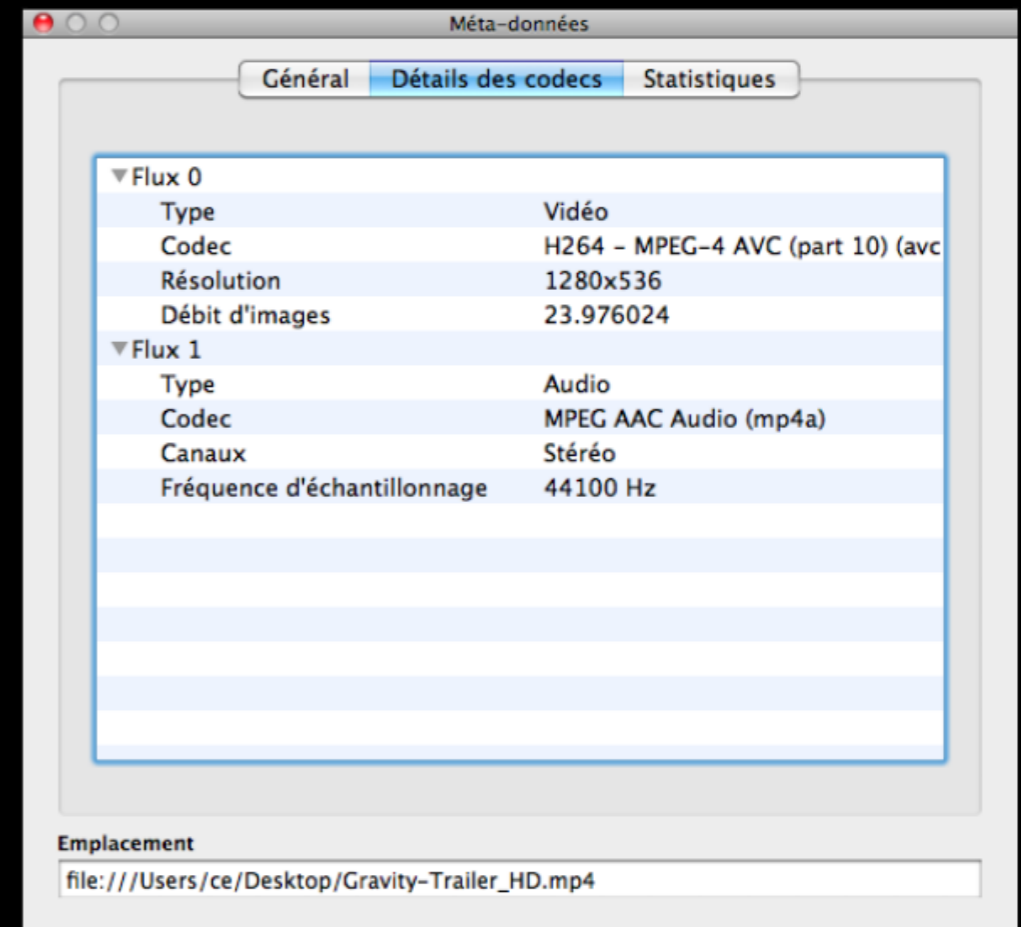 Méta-données
Général Détails des codecs Statistiques
Flux 0
Type Vidéo
Codec H264 – MPEG-4 AVC (part 10) (avc
Résolution 1280x536
Débit d'images 23.976024
Flux 1
Type Audio
Codec MPEG AAC Audio (mp4a)
Canaux Stéréo
Fréquence d'échantillonnage 44100 Hz
Emplacement
file:///Users/ce/Desktop/Gravity-Trailer_HD.mp4